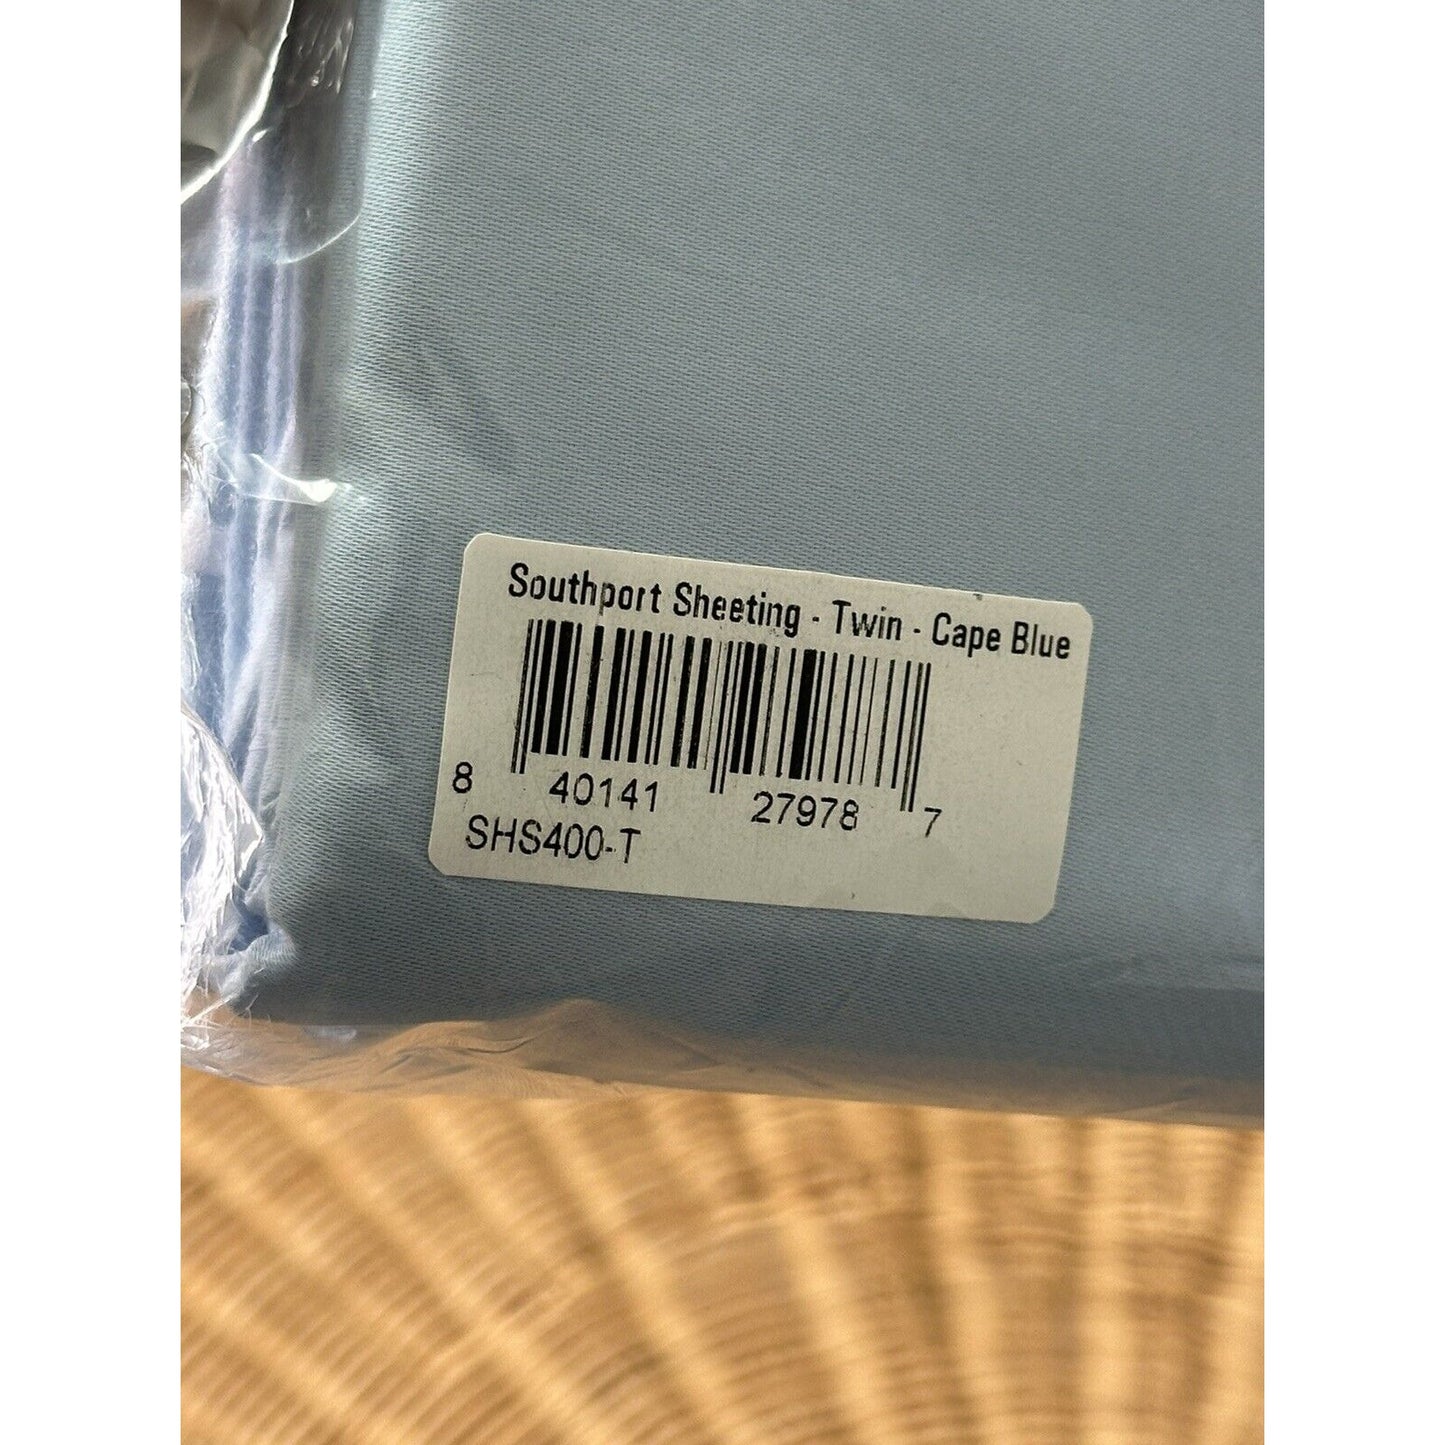 Southport Sheeting - Twin - Cape Blue
8 40141 27978 7
SHS400-T